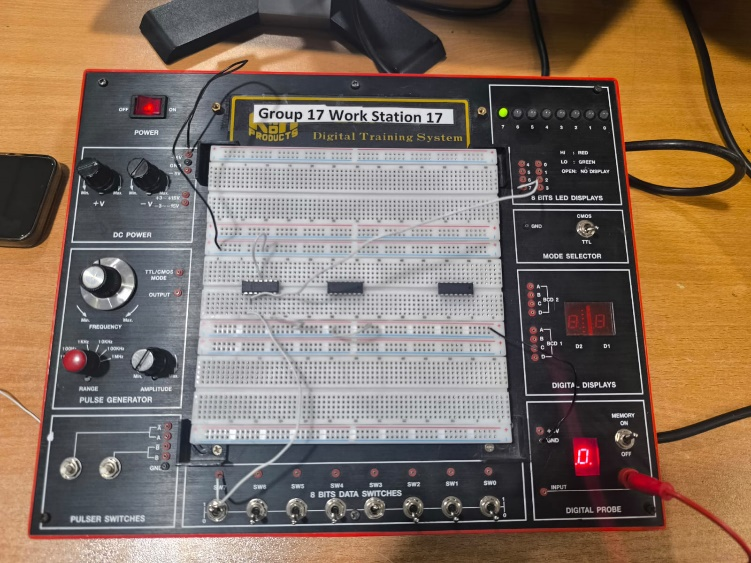 Group 17 Work Station 17
PRODUCTS
Digital Training System
OFF
ON
POWER
+V
-V
DC POWER
TTL/CMOS
MODE
OUTPUT
Min.
Max.
FREQUENCY
1KHz
10KHz
100Hz
100KHz
1MHz
RANGE
AMPLITUDE
PULSE GENERATOR
A
A
B
B
GND
PULSER SWITCHES
SW6
SW5
SW4
SW3
SW2
SW1
SW0
8 BITS DATA SWITCHES
7 6 5 4 3 2 1 0
HI : RED
LO : GREEN
OPEN: NO DISPLAY
8 BITS LED DISPLAYS
CMOS
GND
TTL
MODE SELECTOR
A
B
C
D
BCD 2
A
B
C
D
BCD 1
D2
D1
DIGITAL DISPLAYS
MEMORY
ON
OFF
GND
0.
INPUT
DIGITAL PROBE